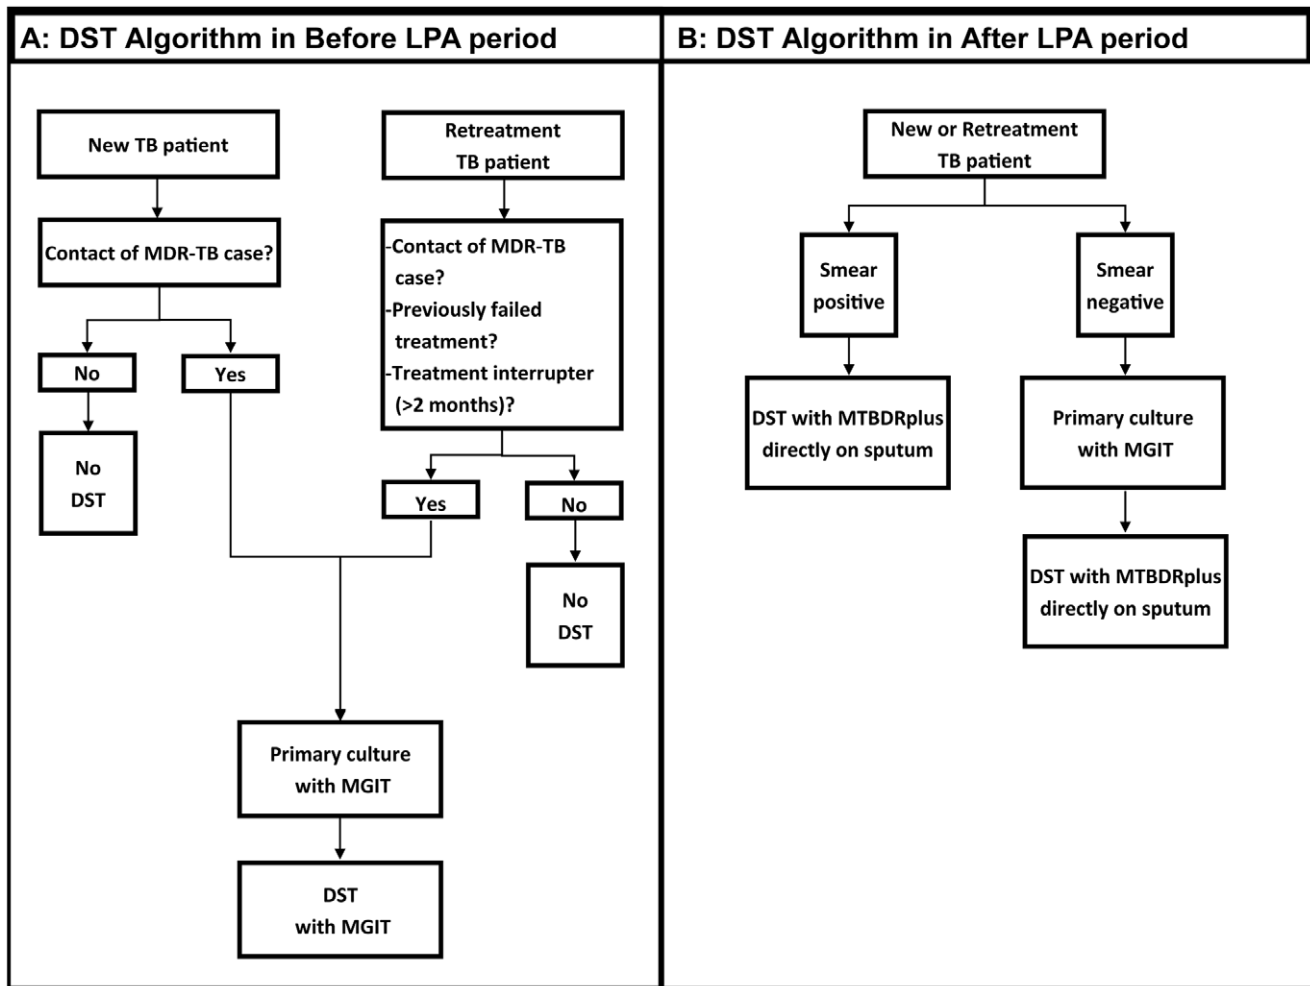 A: DST Algorithm in Before LPA period
New TB patient
Contact of MDR-TB case?
No
Yes
No
DST
Retreatment
TB patient
-Contact of MDR-TB
case?
-Previously failed
treatment?
-Treatment interrupter
(>2 months)?
Yes
No
No
DST
Primary culture
with MGIT
DST
with MGIT
B: DST Algorithm in After LPA period
New or Retreatment
TB patient
Smear
positive
Smear
negative
DST with MTBDRplus
directly on sputum
Primary culture
with MGIT
DST with MTBDRplus
directly on sputum